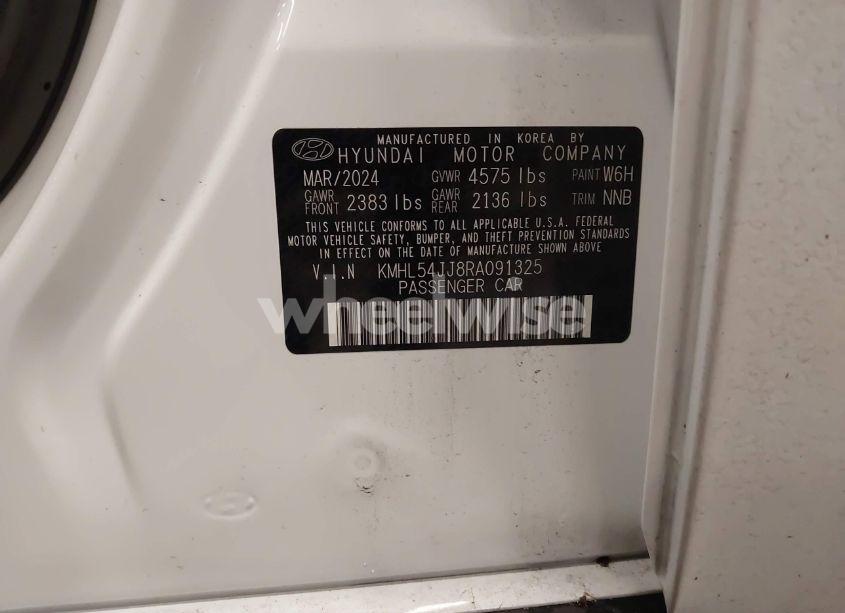 MANUFACTURED IN KOREA BY
HYUNDAI MOTOR COMPANY
MAR/2024 GVWR 4575 lbs PAINT W6H
GAWR FRONT 2383 lbs GAWR REAR 2136 lbs TRIM NNB
THIS VEHICLE CONFORMS TO ALL APPLICABLE U.S.A. FEDERAL
MOTOR VEHICLE SAFETY, BUMPER, AND THEFT PREVENTION STANDARDS
IN EFFECT ON THE DATE OF MANUFACTURE SHOWN ABOVE
V.I.N KMHL54JJ8RA091325
PASSENGER CAR
wheelwise